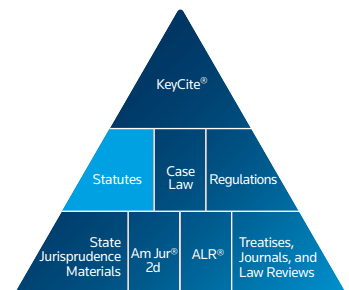 KeyCite®
Statutes
Case
Law
Regulations
State
Jurisprudence
Materials
Am Jur®
2d
ALR®
Treatises,
Journals, and
Law Reviews